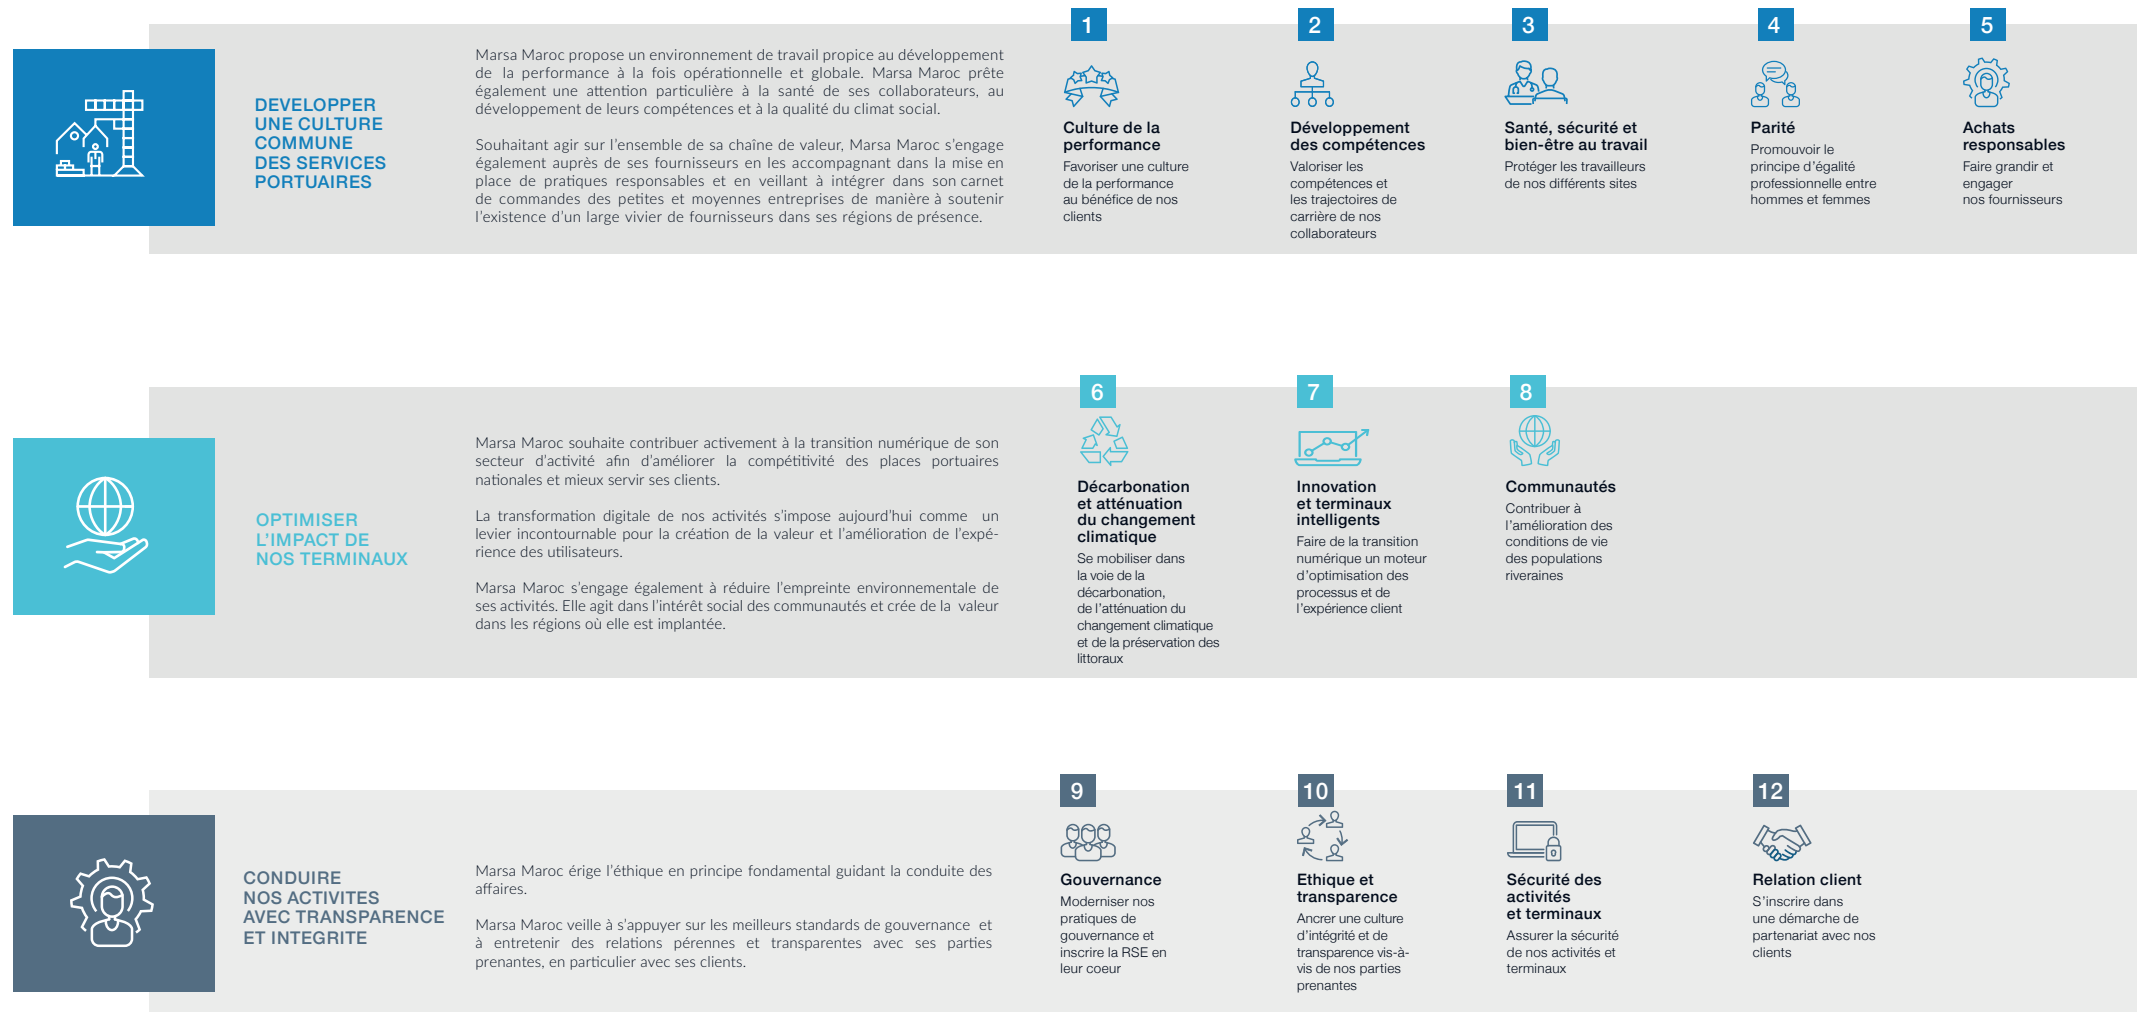 DEVELOPPER
UNE CULTURE
COMMUNE
DES SERVICES
PORTUAIRES
Marsa Maroc propose un environnement de travail propice au développement
de la performance à la fois opérationnelle et globale. Marsa Maroc prête
également une attention particulière à la santé de ses collaborateurs, au
développement de leurs compétences et à la qualité du climat social.
Souhaitant agir sur l'ensemble de sa chaîne de valeur, Marsa Maroc s'engage
également auprès de ses fournisseurs en les accompagnant dans la mise en
place de pratiques responsables et en veillant à intégrer dans son carnet
de commandes des petites et moyennes entreprises de manière à soutenir
l'existence d'un large vivier de fournisseurs dans ses régions de présence.
1
Culture de la
performance
Favoriser une culture
de la performance
au bénéfice de nos
clients
2
Développement
des compétences
Valoriser les
compétences et
les trajectoires de
carrière de nos
collaborateurs
3
Santé, sécurité et
bien-être au travail
Protéger les travailleurs
de nos différents sites
4
Parité
Promouvoir le
principe d'égalité
professionnelle entre
hommes et femmes
5
Achats
responsables
Faire grandir et
engager
nos fournisseurs
OPTIMISER
L'IMPACT DE
NOS TERMINAUX
Marsa Maroc souhaite contribuer activement à la transition numérique de son
secteur d'activité afin d'améliorer la compétitivité des places portuaires
nationales et mieux servir ses clients.
La transformation digitale de nos activités s'impose aujourd'hui comme un
levier incontournable pour la création de la valeur et l'amélioration de l'expé-
rience des utilisateurs.
Marsa Maroc s'engage également à réduire l'empreinte environnementale de
ses activités. Elle agit dans l'intérêt social des communautés et crée de la valeur
dans les régions où elle est implantée.
6
Décarbonation
et atténuation
du changement
climatique
Se mobiliser dans
la voie de la
décarbonation,
de l'atténuation du
changement climatique
et de la préservation des
littoraux
7
Innovation
et terminaux
intelligents
Faire de la transition
numérique un moteur
d'optimisation des
processus et de
l'expérience client
8
Communautés
Contribuer à
l'amélioration des
conditions de vie
des populations
riveraines
CONDUIRE
NOS ACTIVITES
AVEC TRANSPARENCE
ET INTEGRITE
Marsa Maroc érige l'éthique en principe fondamental guidant la conduite des
affaires.
Marsa Maroc veille à s'appuyer sur les meilleurs standards de gouvernance et
à entretenir des relations pérennes et transparentes avec ses parties
prenantes, en particulier avec ses clients.
9
Gouvernance
Moderniser nos
pratiques de
gouvernance et
inscrire la RSE en
leur coeur
10
Ethique et
transparence
Ancrer une culture
d'intégrité et de
transparence vis-à-
vis de nos parties
prenantes
11
Sécurité des
activités
et terminaux
Assurer la sécurité
de nos activités et
terminaux
12
Relation client
S'inscrire dans
une démarche de
partenariat avec nos
clients